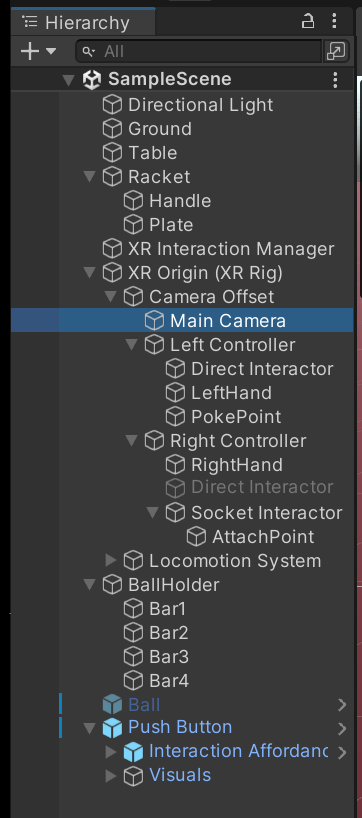 Hierarchy
All
SampleScene
Directional Light
Ground
Table
Racket
Handle
Plate
XR Interaction Manager
XR Origin (XR Rig)
Camera Offset
Main Camera
Left Controller
Direct Interactor
LeftHand
PokePoint
Right Controller
RightHand
Direct Interactor
Socket Interactor
AttachPoint
Locomotion System
BallHolder
Bar1
Bar2
Bar3
Bar4
Ball
Push Button
Interaction Affordanc
Visuals